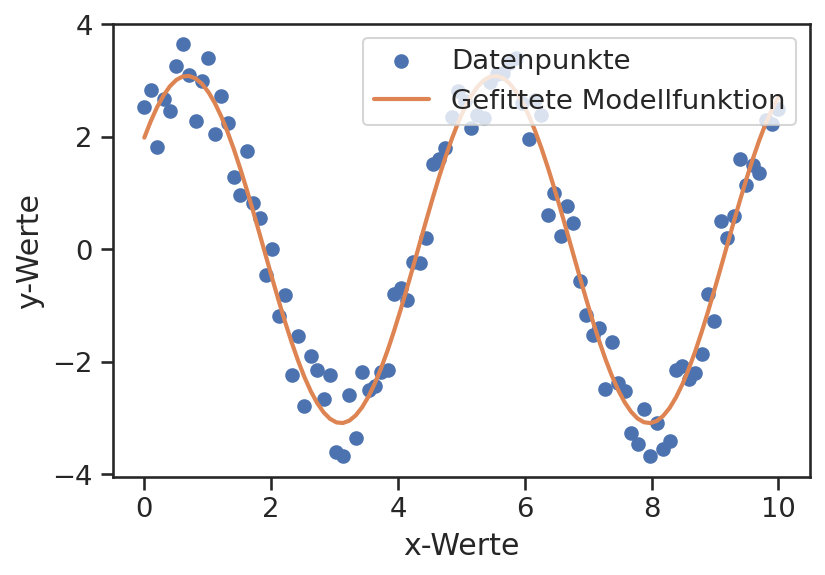 Datenpunkte
Gefittete Modellfunktion
4
2
0
−2
−4
y-Werte
0 2 4 6 8 10
x-Werte